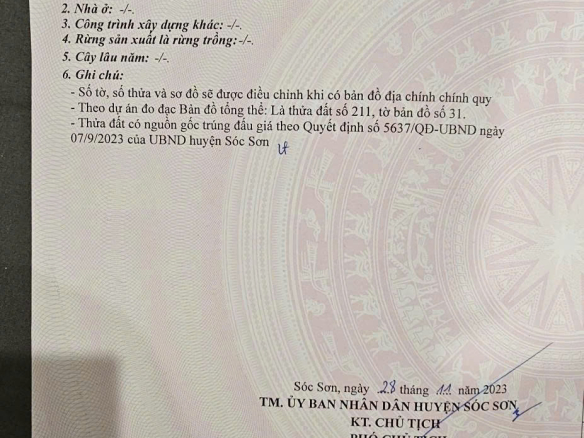 2. Nhà ở: -/-.
3. Công trình xây dựng khác: -/-.
4. Rừng sản xuất là rừng trồng:-/-.
5. Cây lâu năm: -/-.
6. Ghi chú:
- Số tờ, số thửa và sơ đồ sẽ được điều chỉnh khi có bản đồ địa chính chính quy
- Theo dự án đo đạc Bản đồ tổng thể: Là thửa đất số 211, tờ bản đồ số 31.
- Thửa đất có nguồn gốc trúng đấu giá theo Quyết định số 5637/QĐ-UBND ngày
07/9/2023 của UBND huyện Sóc Sơn
Sóc Sơn, ngày 28 tháng 11 năm 2023
TM. ỦY BAN NHÂN DÂN HUYỆN SÓC SƠN
KT. CHỦ TỊCH
PHÓ CHỦ TỊCH